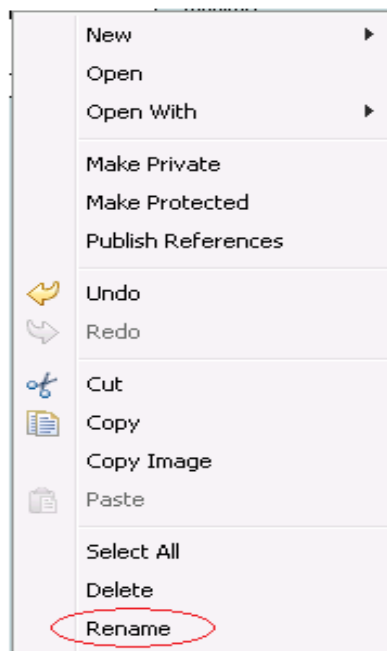 New
Open
Open With
Make Private
Make Protected
Publish References
Undo
Redo
Cut
Copy
Copy Image
Paste
Select All
Delete
Rename